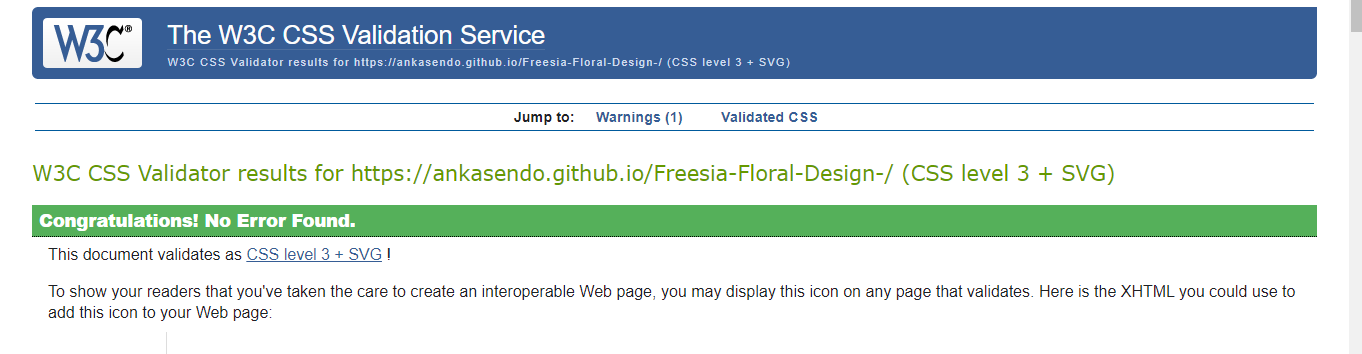 W3C®
The W3C CSS Validation Service
W3C CSS Validator results for https://ankasendo.github.io/Freesia-Floral-Design-/ (CSS level 3 + SVG)
Jump to: Warnings (1) Validated CSS
W3C CSS Validator results for https://ankasendo.github.io/Freesia-Floral-Design-/ (CSS level 3 + SVG)
Congratulations! No Error Found.
This document validates as CSS level 3 + SVG !
To show your readers that you've taken the care to create an interoperable Web page, you may display this icon on any page that validates. Here is the XHTML you could use to
add this icon to your Web page: